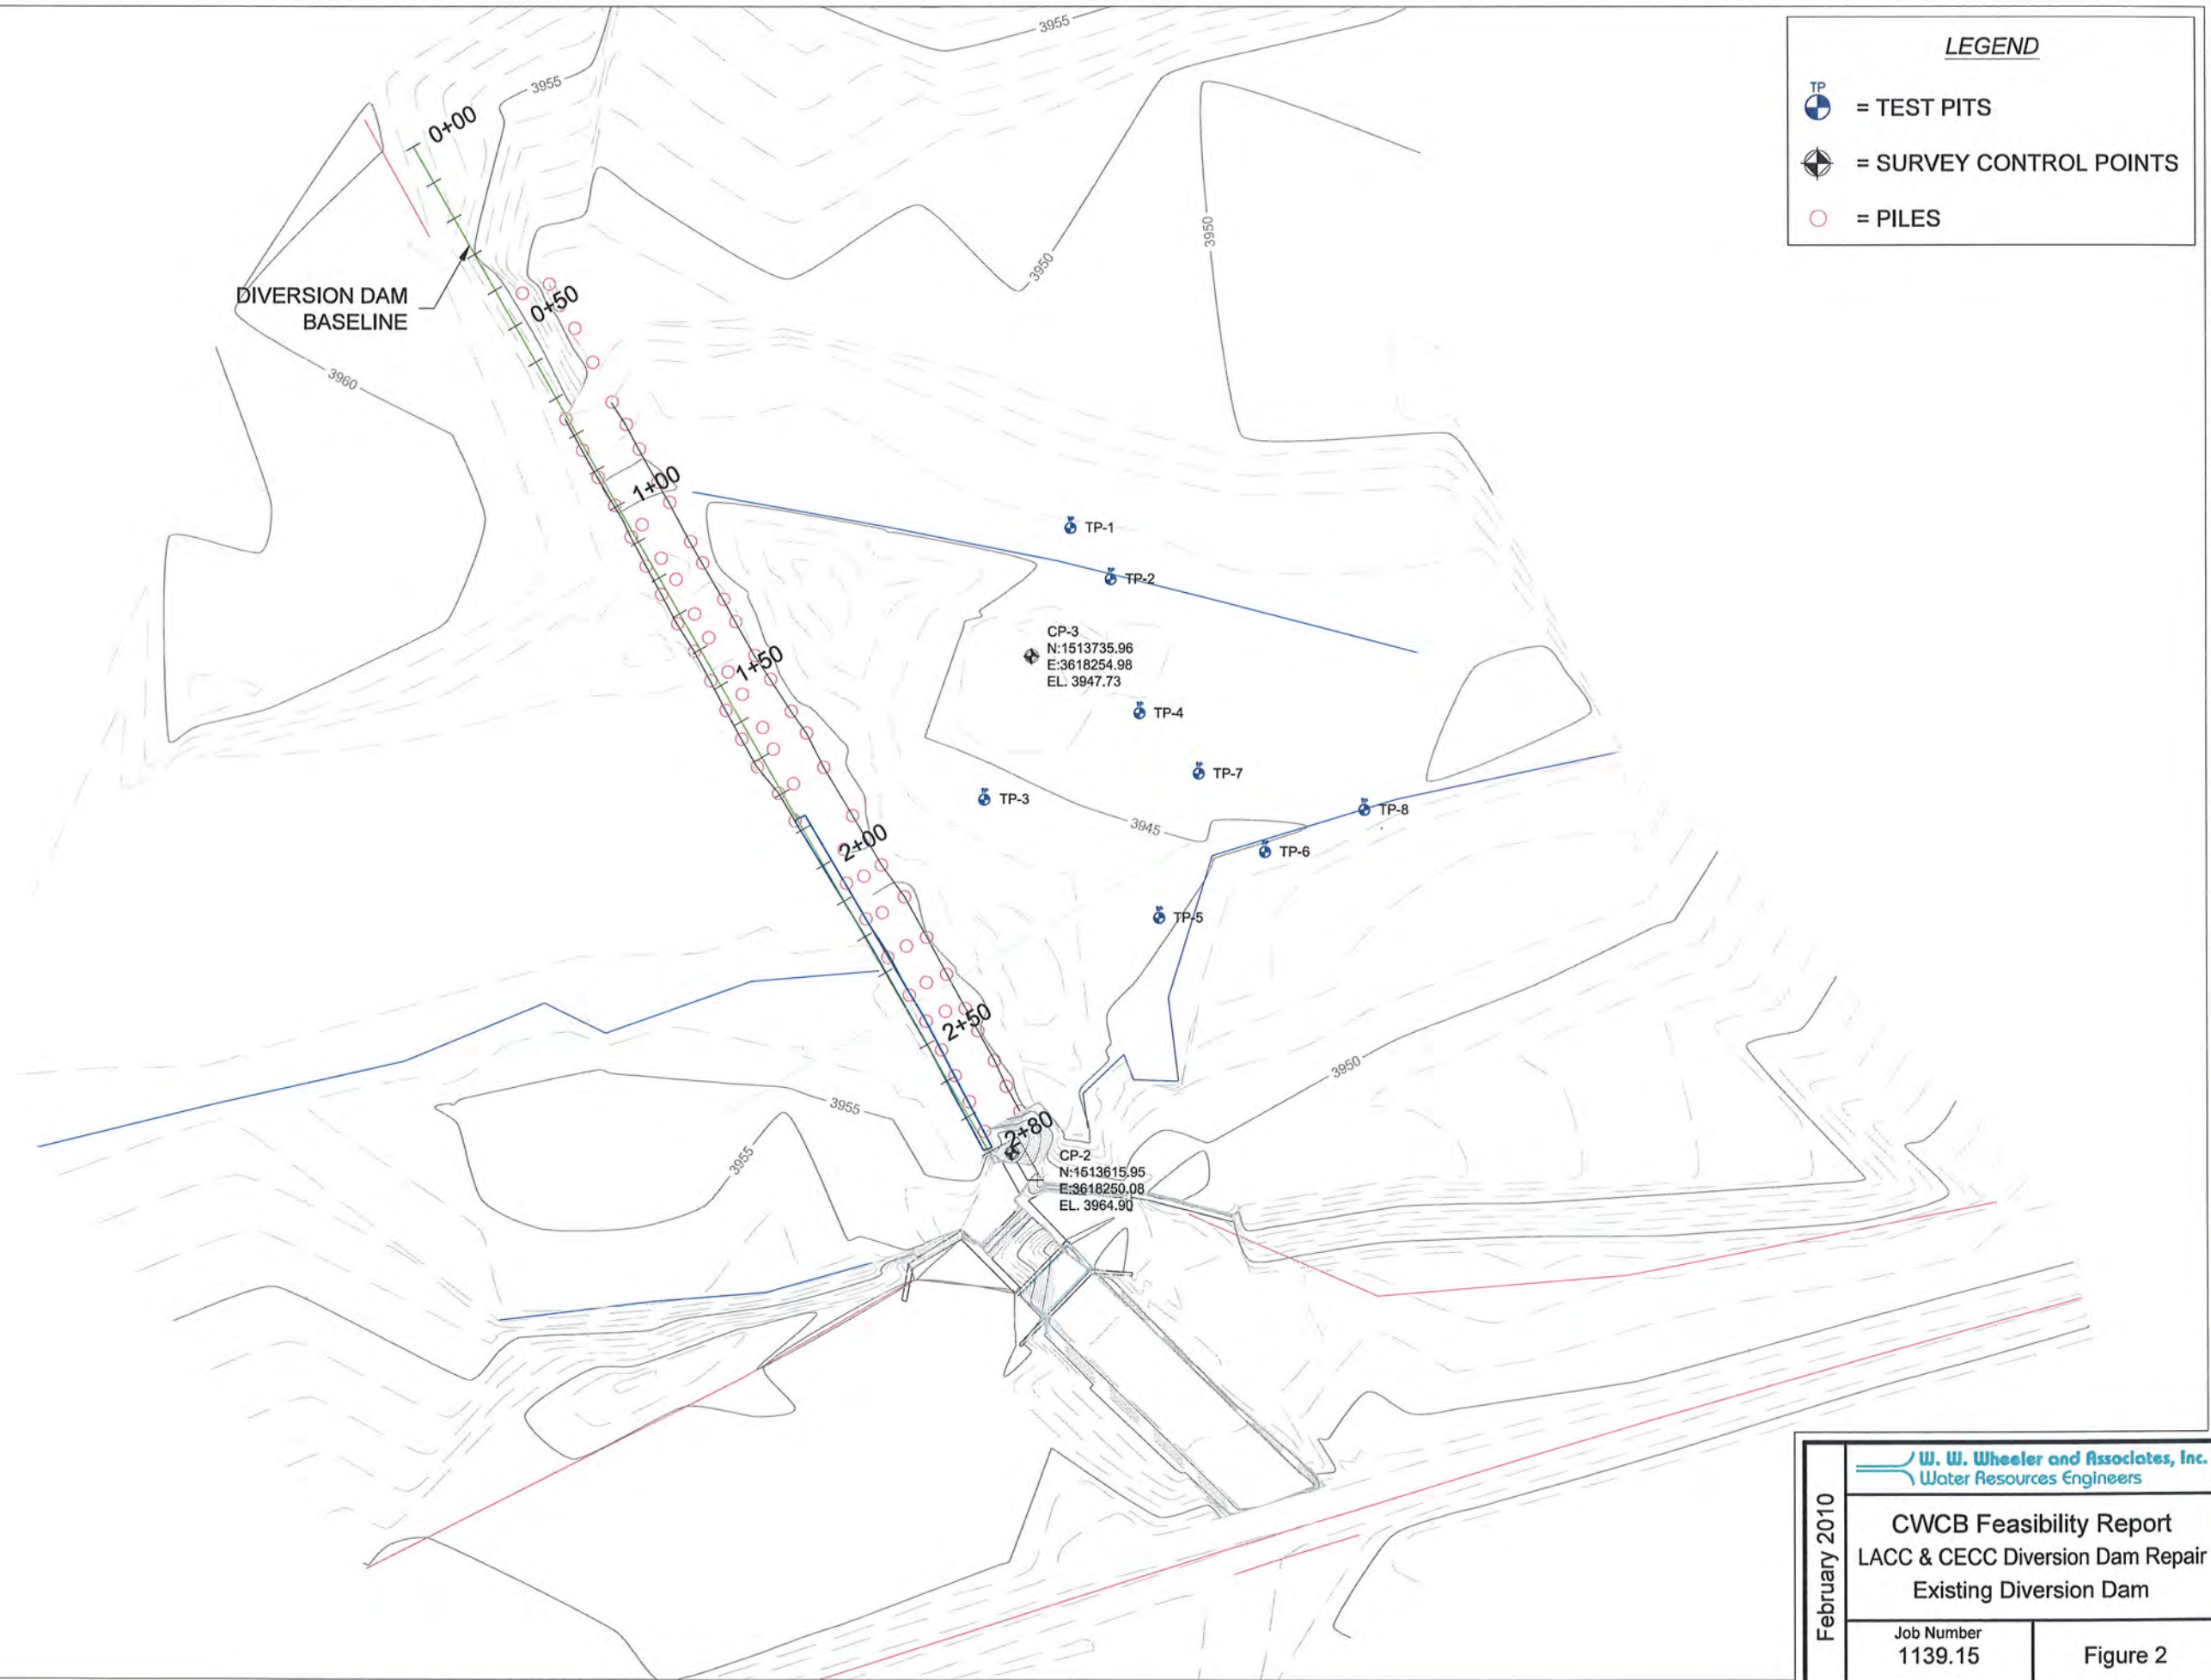 3955
3955
0+00
DIVERSION DAM
BASELINE
0+50
3950
3950
3960
1+00
TP-1
TP-2
CP-3
N:1513735.96
E:3618254.98
EL. 3947.73
1+50
TP-4
TP-7
TP-3
TP-8
3945
2+00
TP-6
TP-5
2+50
3950
3955
3955
2+80
CP-2
N:1513615.95
E:3618250.08
EL. 3964.90
LEGEND
TP
= TEST PITS
= SURVEY CONTROL POINTS
= PILES
February 2010
W. W. Wheeler and Associates, Inc.
Water Resources Engineers
CWCB Feasibility Report
LACC & CECC Diversion Dam Repair
Existing Diversion Dam
Job Number
1139.15
Figure 2